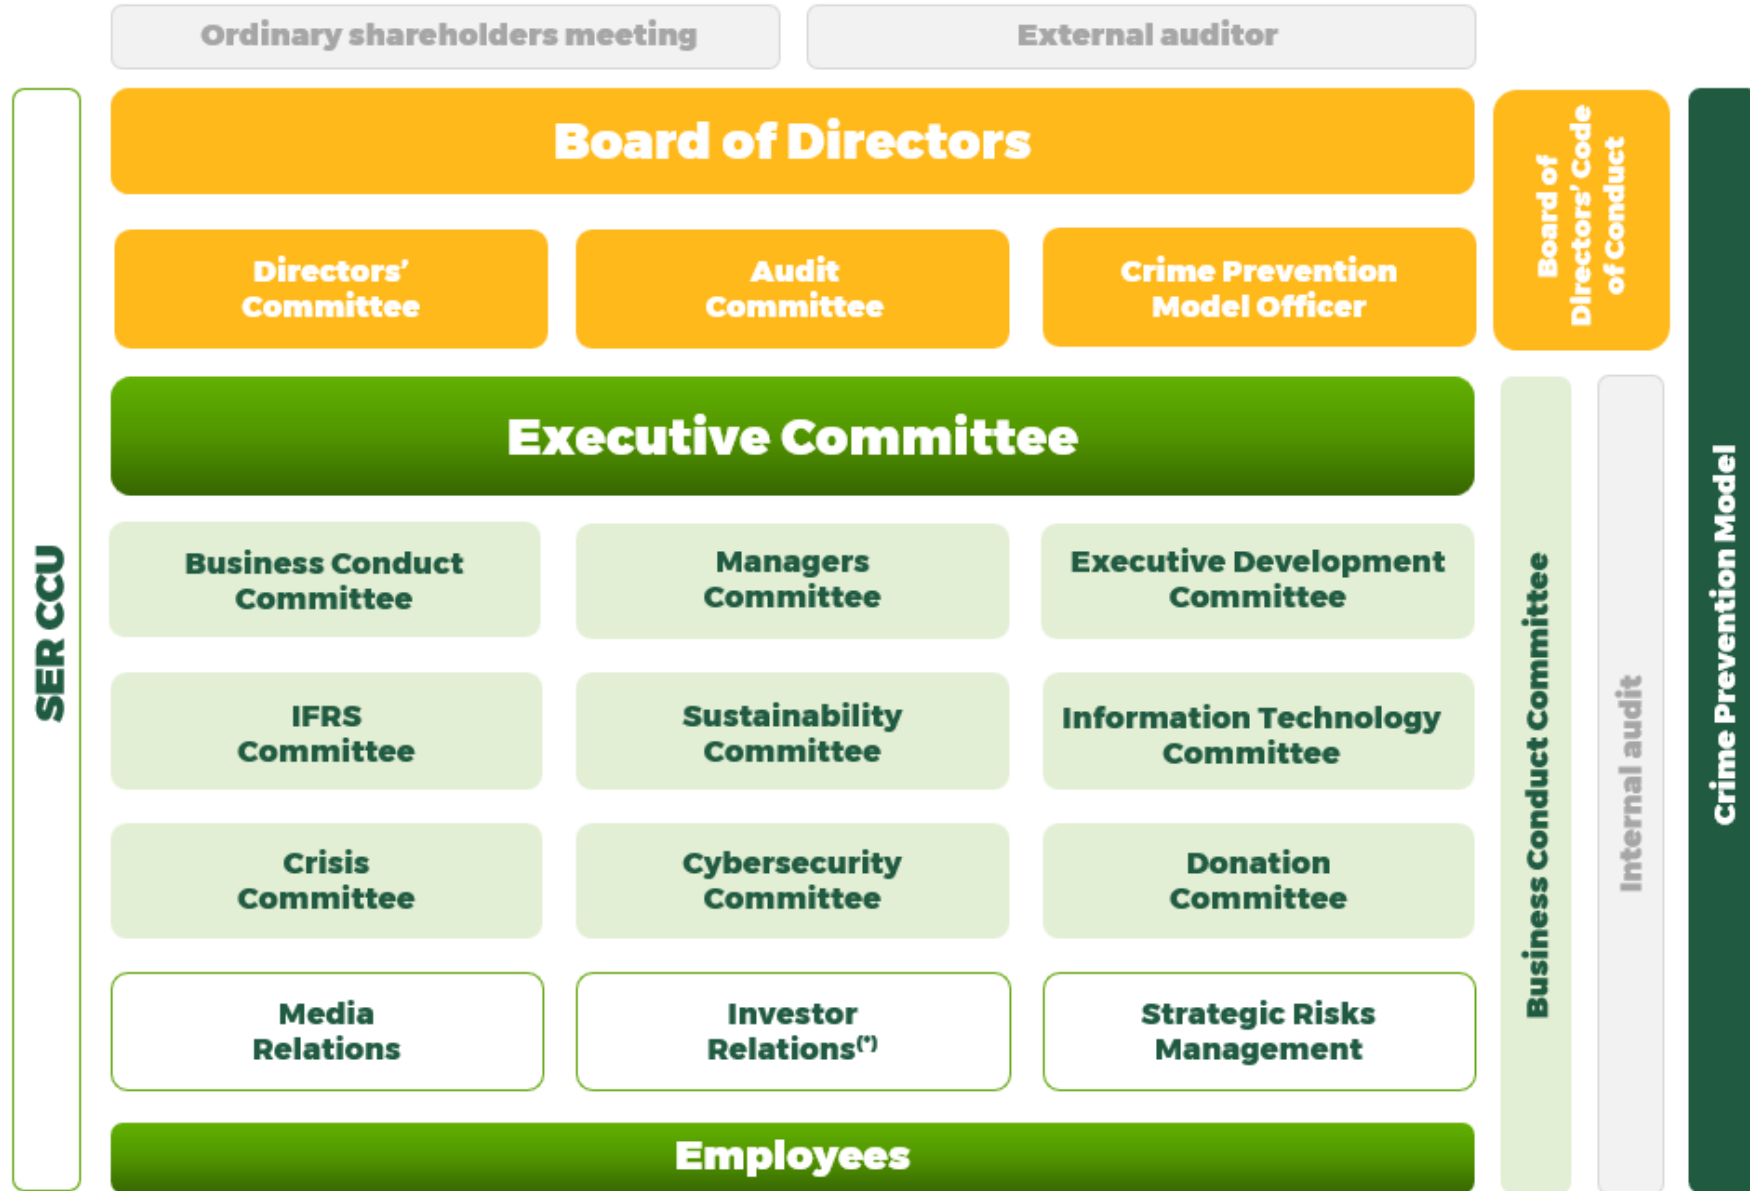 Ordinary shareholders meeting
External auditor
SER CCU
Board of Directors
Board of
Directors’ Code
of Conduct
Crime Prevention Model
Directors’
Committee
Audit
Committee
Crime Prevention
Model Officer
Executive Committee
Business Conduct Committee
Internal audit
Business Conduct
Committee
Managers
Committee
Executive Development
Committee
IFRS
Committee
Sustainability
Committee
Information Technology
Committee
Crisis
Committee
Cybersecurity
Committee
Donation
Committee
Media
Relations
Investor
Relations(*)
Strategic Risks
Management
Employees